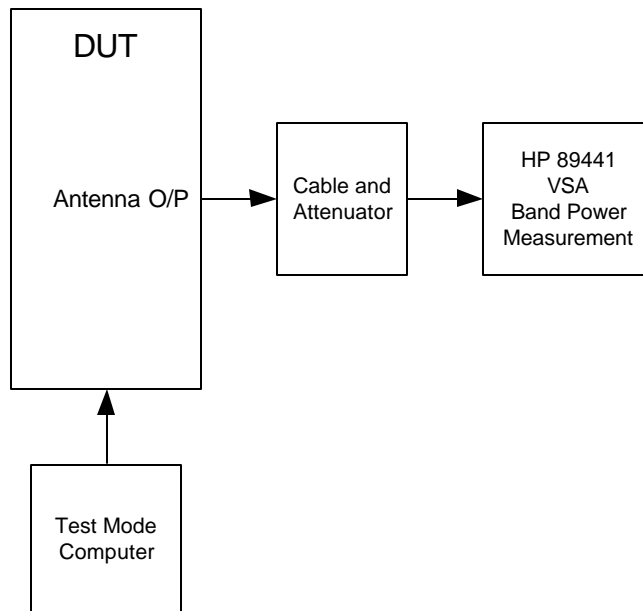 DUT
Antenna O/P
Cable and
Attenuator
HP 89441
VSA
Band Power
Measurement
Test Mode
Computer